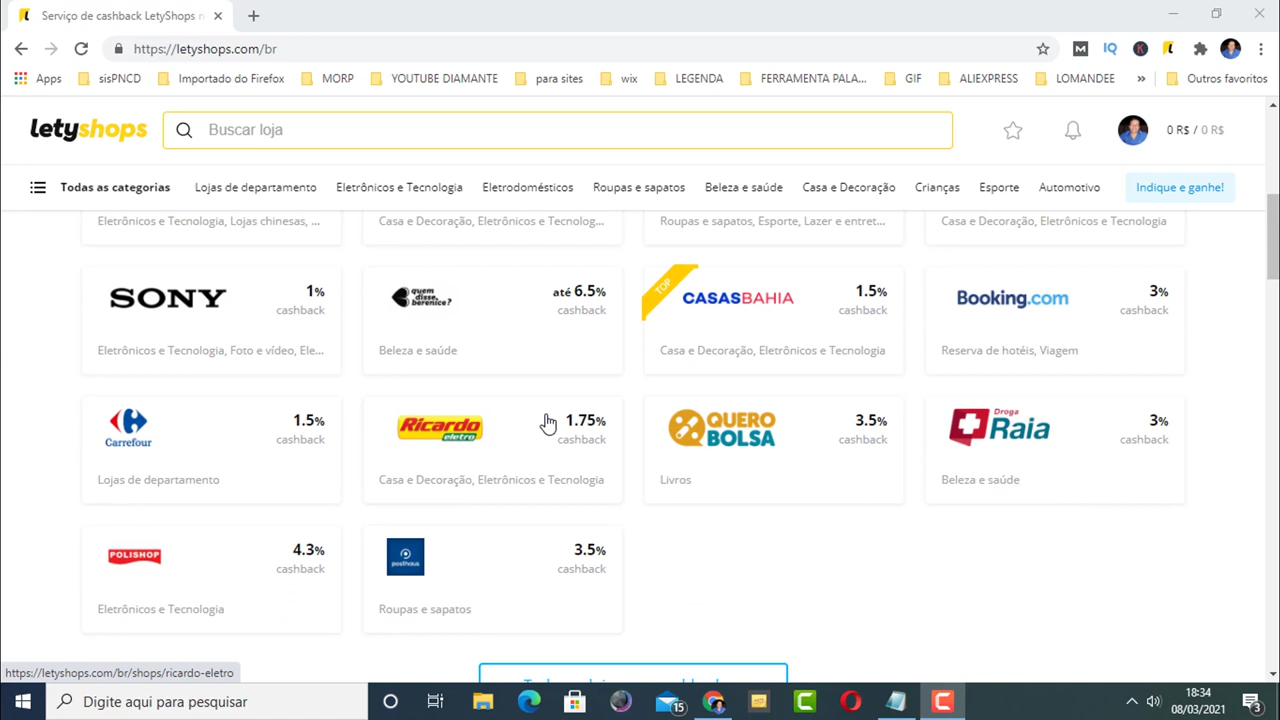 Serviço de cashback LetyShops n
https://letyshops.com/br
Apps
sisPNCD
Importado do Firefox
MORP
YOUTUBE DIAMANTE
para sites
wix
LEGENDA
FERRAMENTA PALA...
GIF
ALIEXPRESS
LOMANDEE
»
Outros favoritos
letyshops
Buscar loja
0 R$ / 0 R$
Todas as categorias
Lojas de departamento
Eletrônicos e Tecnologia
Eletrodomésticos
Roupas e sapatos
Beleza e saúde
Casa e Decoração
Crianças
Esporte
Automotivo
Indique e ganhe!
Eletrônicos e Tecnologia, Lojas chinesas, ...
Casa e Decoração, Eletrônicos e Tecnolog...
Roupas e sapatos, Esporte, Lazer e entret...
Casa e Decoração, Eletrônicos e Tecnologia
SONY
1%
cashback
Eletrônicos e Tecnologia, Foto e vídeo, Ele...
quem
disse,
berenice?
até 6.5%
cashback
Beleza e saúde
TOP
CASASBAHIA
1.5%
cashback
Casa e Decoração, Eletrônicos e Tecnologia
Booking.com
3%
cashback
Reserva de hotéis, Viagem
Carrefour
1.5%
cashback
Lojas de departamento
Ricardo
eletro
1.75%
cashback
Casa e Decoração, Eletrônicos e Tecnologia
QUERO
BOLSA
3.5%
cashback
Livros
Droga
Raia
3%
cashback
Beleza e saúde
POLISHOP
4.3%
cashback
Eletrônicos e Tecnologia
posthaus
3.5%
cashback
Roupas e sapatos
https://letyshops.com/br/shops/ricardo-eletro
Digite aqui para pesquisar
15
18:34
08/03/2021
3